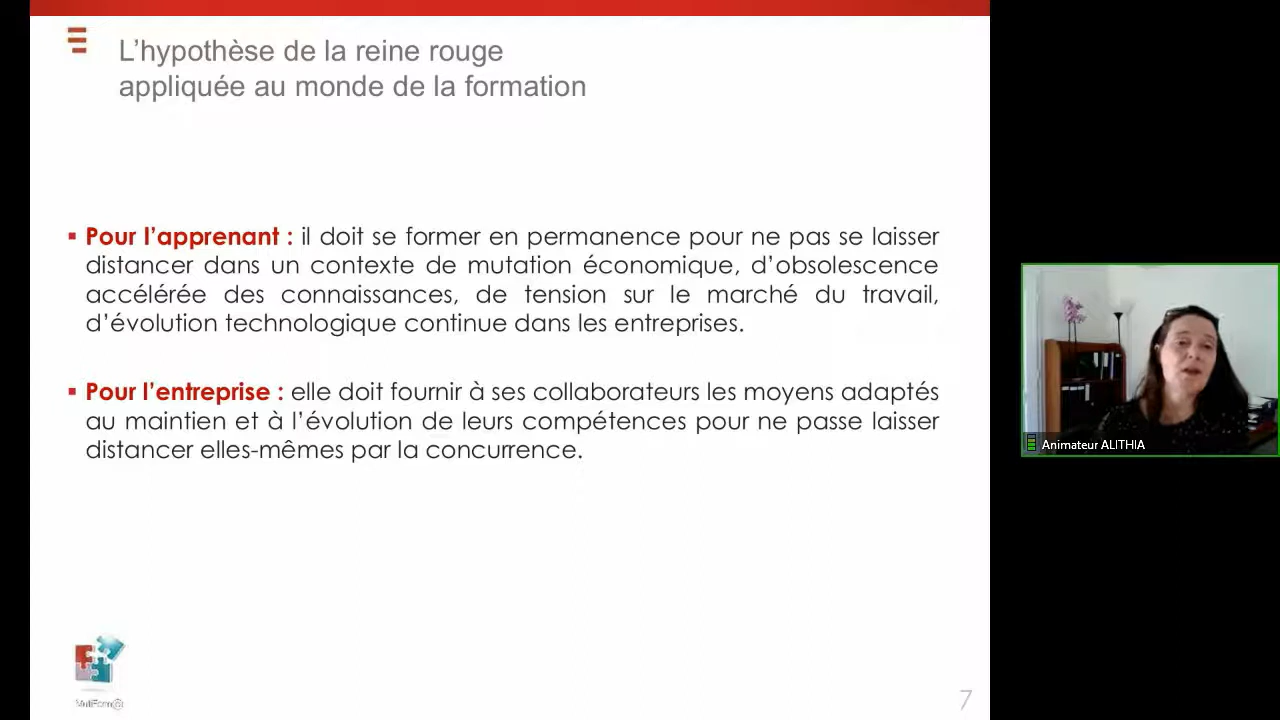 L’hypothèse de la reine rouge
appliquée au monde de la formation
▪ Pour l’apprenant : il doit se former en permanence pour ne pas se laisser
distancer dans un contexte de mutation économique, d’obsolescence
accélérée des connaissances, de tension sur le marché du travail,
d’évolution technologique continue dans les entreprises.
▪ Pour l’entreprise : elle doit fournir à ses collaborateurs les moyens adaptés
au maintien et à l’évolution de leurs compétences pour ne passe laisser
distancer elles-mêmes par la concurrence.
Animateur ALITHIA
7